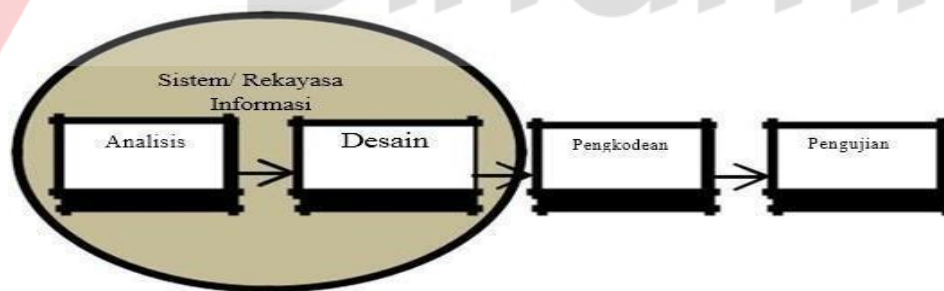 Sistem/ Rekayasa
Informasi
Analisis
Desain
Pengkodean
Pengujian